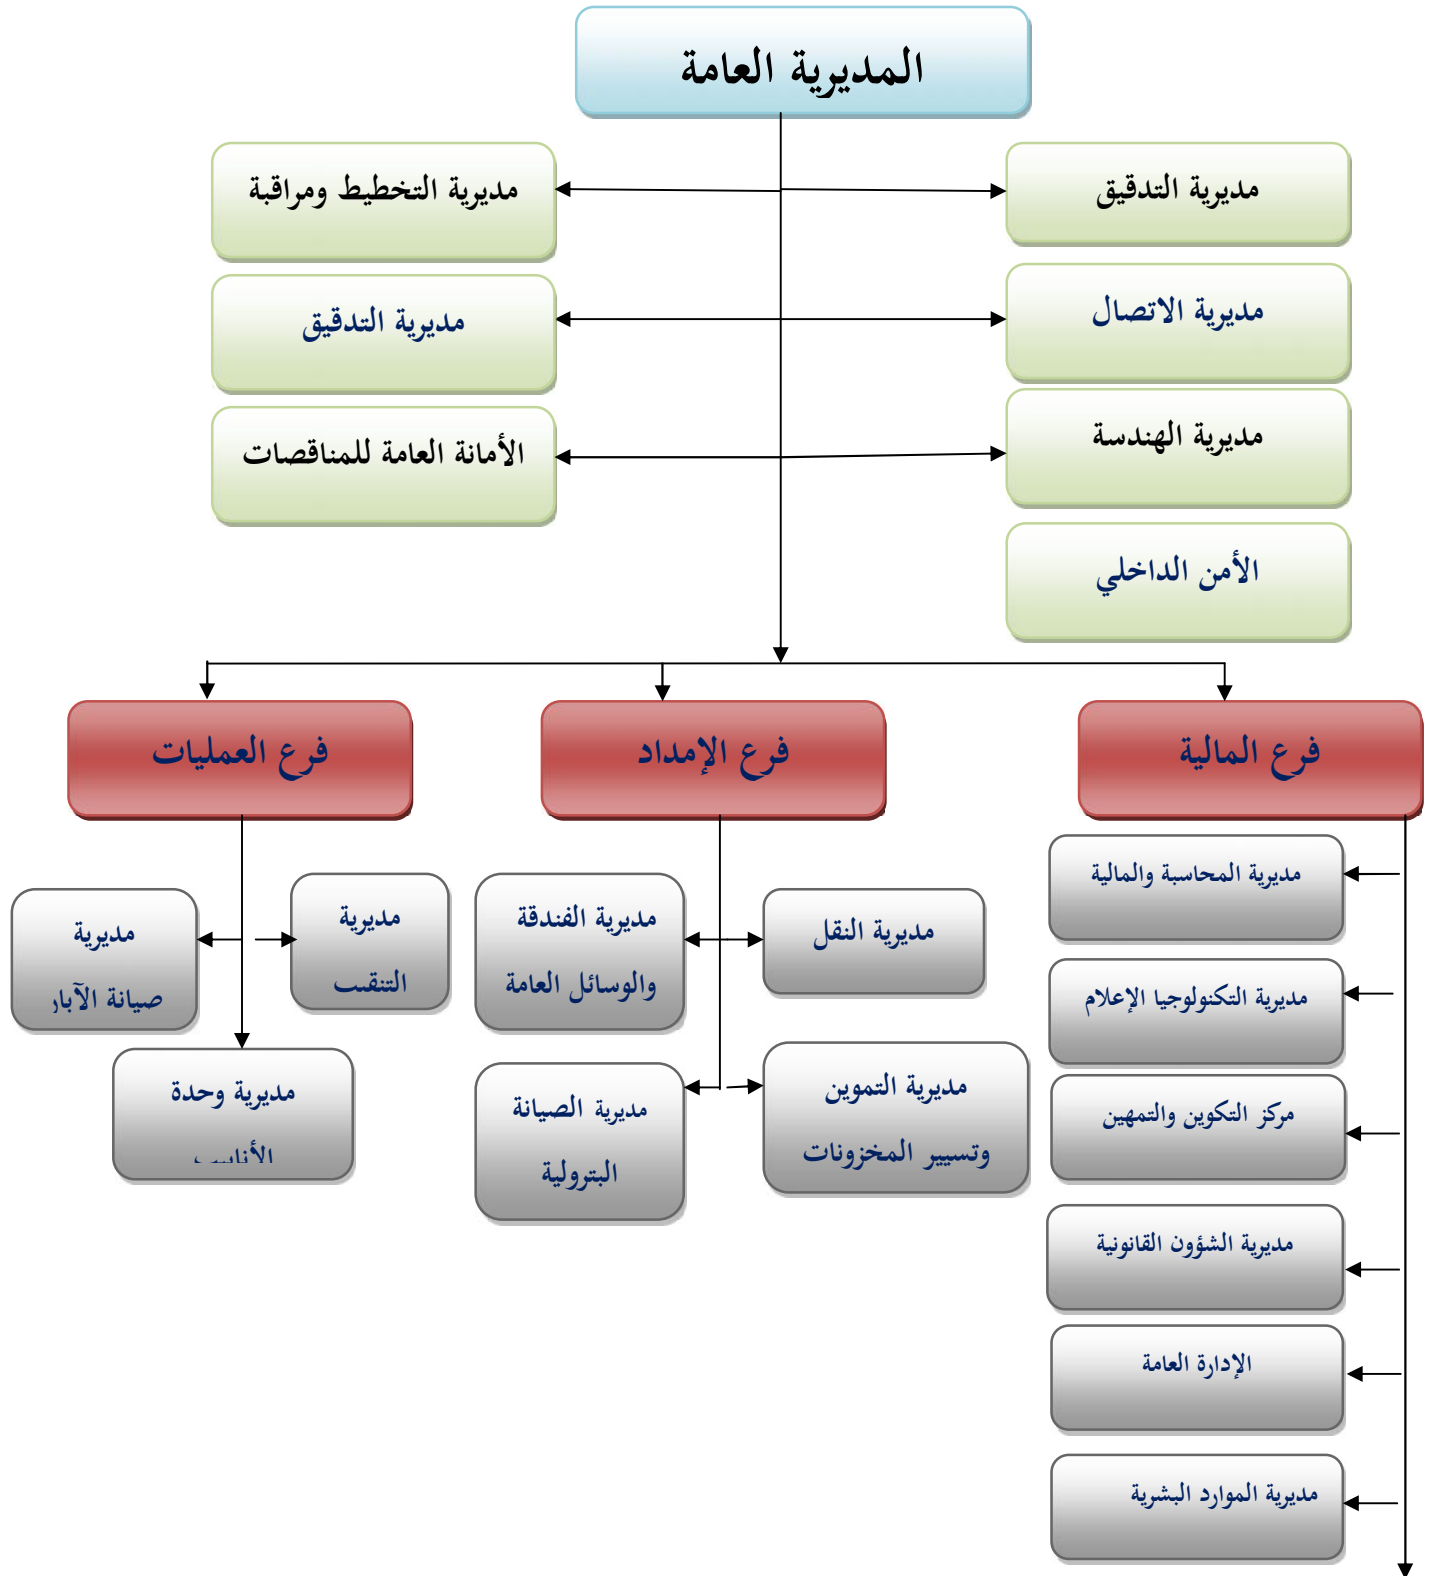 المديرية العامة
مديرية التدقيق
مديرية التخطيط ومراقبة
مديرية الاتصال
مديرية التدقيق
مديرية الهندسة
الأمانة العامة للمناقصات
الأمن الداخلي
فرع المالية
فرع الإمداد
فرع العمليات
مديرية المحاسبة والمالية
مديرية التكنولوجيا الإعلام
مركز التكوين والتمهين
مديرية الشؤون القانونية
الإدارة العامة
مديرية الموارد البشرية
مديرية النقل
مديرية الفندقة
والوسائل العامة
مديرية التموين
وتسيير المخزونات
مديرية الصيانة
البترولية
مديرية
مديرية
صيانة الآبار
مديرية وحدة